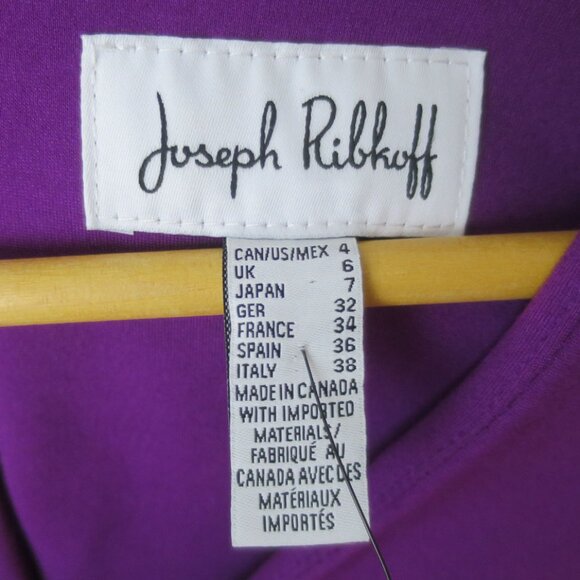 Joseph Ribkoff
CAN/US/MEX 4
UK 6
JAPAN 7
GER 32
FRANCE 34
SPAIN 36
ITALY 38
MADE IN CANADA
WITH IMPORTED
MATERIALS/
FABRIQUÉ AU
CANADA AVEC DES
MATÉRIAUX
IMPORTÉS